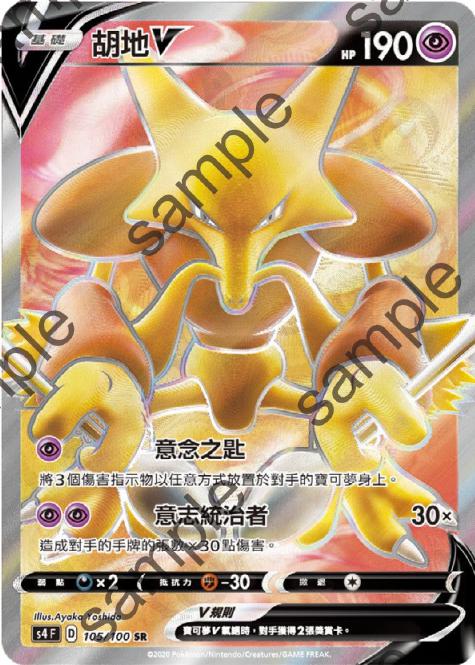 基礎 胡地V HP 190
意念之匙
將3個傷害指示物以任意方式放置於對手的寶可夢身上。
意志統治者 30×
造成對手的手牌的張數×30點傷害。
弱點 ×2 抵抗力 -30 撤退
Illus.Ayaka Yoshida
V規則
s4 F D 105/100 SR
寶可夢V氣絕時，對手獲得2張獎賞卡。
©2020 Pokémon/Nintendo/Creatures/GAME FREAK.
sample
sample
sample
sample
sample
sample